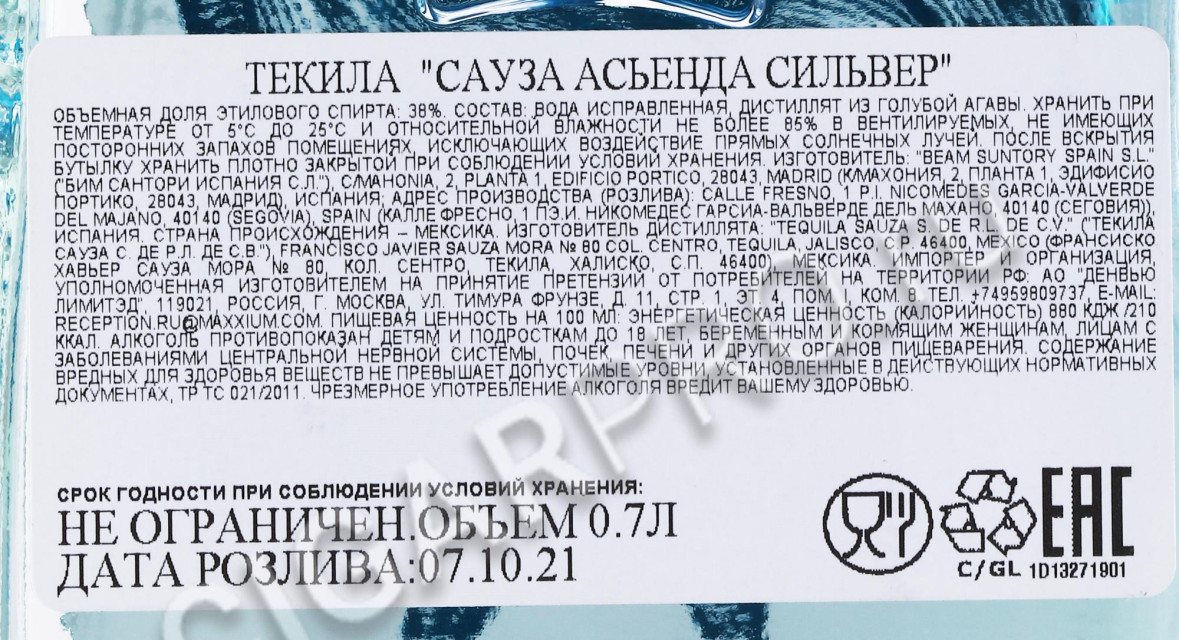 ТЕКИЛА "САУЗА АСЬЕНДА СИЛЬВЕР"
ОБЪЕМНАЯ ДОЛЯ ЭТИЛОВОГО СПИРТА: 38%. СОСТАВ: ВОДА ИСПРАВЛЕННАЯ, ДИСТИЛЛЯТ ИЗ ГОЛУБОЙ АГАВЫ. ХРАНИТЬ ПРИ
ТЕМПЕРАТУРЕ ОТ 5°С ДО 25°С И ОТНОСИТЕЛЬНОЙ ВЛАЖНОСТИ НЕ БОЛЕЕ 85% В ВЕНТИЛИРУЕМЫХ, НЕ ИМЕЮЩИХ
ПОСТОРОННИХ ЗАПАХОВ ПОМЕЩЕНИЯХ, ИСКЛЮЧАЮЩИХ ВОЗДЕЙСТВИЕ ПРЯМЫХ СОЛНЕЧНЫХ ЛУЧЕЙ. ПОСЛЕ ВСКРЫТИЯ
БУТЫЛКУ ХРАНИТЬ ПЛОТНО ЗАКРЫТОЙ ПРИ СОБЛЮДЕНИИ УСЛОВИЙ ХРАНЕНИЯ. ИЗГОТОВИТЕЛЬ: "BEAM SUNTORY SPAIN S.L."
("БИМ САНТОРИ ИСПАНИЯ С.Л."), C/MAHONIA, 2, PLANTA 1, EDIFICIO PORTICO, 28043, MADRID (К/МАХОНИЯ, 2, ПЛАНТА 1, ЭДИФИСИО
ПОРТИКО, 28043, МАДРИД), ИСПАНИЯ; АДРЕС ПРОИЗВОДСТВА (РОЗЛИВА): CALLE FRESNO, 1 P.I. NICOMEDES GARCIA-VALVERDE
DEL MAJANO, 40140 (SEGOVIA), SPAIN (КАЛЛЕ ФРЕСНО, 1 ПЭ.И. НИКОМЕДЕС ГАРСИА-ВАЛЬВЕРДЕ ДЕЛЬ МАХАНО, 40140 (СЕГОВИЯ)),
ИСПАНИЯ. СТРАНА ПРОИСХОЖДЕНИЯ – МЕКСИКА. ИЗГОТОВИТЕЛЬ ДИСТИЛЛЯТА: "TEQUILA SAUZA S. DE R.L. DE C.V." ("ТЕКИЛА
САУЗА С. ДЕ Р.Л. ДЕ С.В."), FRANCISCO JAVIER SAUZA MORA № 80 COL. CENTRO, TEQUILA, JALISCO, C.P. 46400, MEXICO (ФРАНСИСКО
ХАВЬЕР САУЗА МОРА № 80, КОЛ. СЕНТРО, ТЕКИЛА, ХАЛИСКО, С.П. 46400), МЕКСИКА. ИМПОРТЕР И ОРГАНИЗАЦИЯ,
УПОЛНОМОЧЕННАЯ ИЗГОТОВИТЕЛЕМ НА ПРИНЯТИЕ ПРЕТЕНЗИЙ ОТ ПОТРЕБИТЕЛЕЙ НА ТЕРРИТОРИИ РФ: АО "ДЕНВЬЮ
ЛИМИТЭД", 119021, РОССИЯ, Г. МОСКВА, УЛ. ТИМУРА ФРУНЗЕ, Д. 11, СТР. 1, ЭТ. 4, ПОМ. I, КОМ. 8. ТЕЛ. +74959809737, E-MAIL:
RECEPTION.RU@MAXXIUM.COM. ПИЩЕВАЯ ЦЕННОСТЬ НА 100 МЛ: ЭНЕРГЕТИЧЕСКАЯ ЦЕННОСТЬ (КАЛОРИЙНОСТЬ) 880 КДЖ /210
ККАЛ. АЛКОГОЛЬ ПРОТИВОПОКАЗАН ДЕТЯМ И ПОДРОСТКАМ ДО 18 ЛЕТ, БЕРЕМЕННЫМ И КОРМЯЩИМ ЖЕНЩИНАМ, ЛИЦАМ С
ЗАБОЛЕВАНИЯМИ ЦЕНТРАЛЬНОЙ НЕРВНОЙ СИСТЕМЫ, ПОЧЕК, ПЕЧЕНИ И ДРУГИХ ОРГАНОВ ПИЩЕВАРЕНИЯ. СОДЕРЖАНИЕ
ВРЕДНЫХ ДЛЯ ЗДОРОВЬЯ ВЕЩЕСТВ НЕ ПРЕВЫШАЕТ ДОПУСТИМЫЕ УРОВНИ, УСТАНОВЛЕННЫЕ В ДЕЙСТВУЮЩИХ НОРМАТИВНЫХ
ДОКУМЕНТАХ, ТР ТС 021/2011. ЧРЕЗМЕРНОЕ УПОТРЕБЛЕНИЕ АЛКОГОЛЯ ВРЕДИТ ВАШЕМУ ЗДОРОВЬЮ.
СРОК ГОДНОСТИ ПРИ СОБЛЮДЕНИИ УСЛОВИЙ ХРАНЕНИЯ:
НЕ ОГРАНИЧЕН.ОБЪЕМ 0.7Л
ДАТА РОЗЛИВА:07.10.21
EAC
C/GL 1D13271901
CIGARPRO.ru